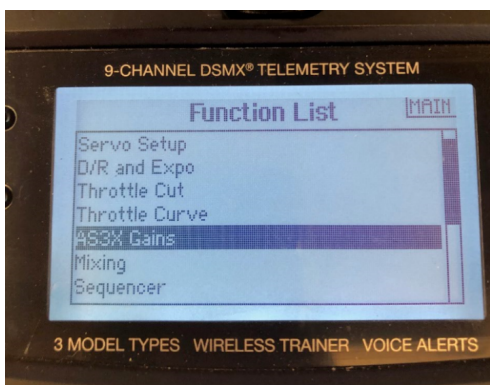 9-CHANNEL DSMX® TELEMETRY SYSTEM
Function List
MAIN
Servo Setup
D/R and Expo
Throttle Cut
Throttle Curve
AS3X Gains
Mixing
Sequencer
3 MODEL TYPES WIRELESS TRAINER VOICE ALERTS